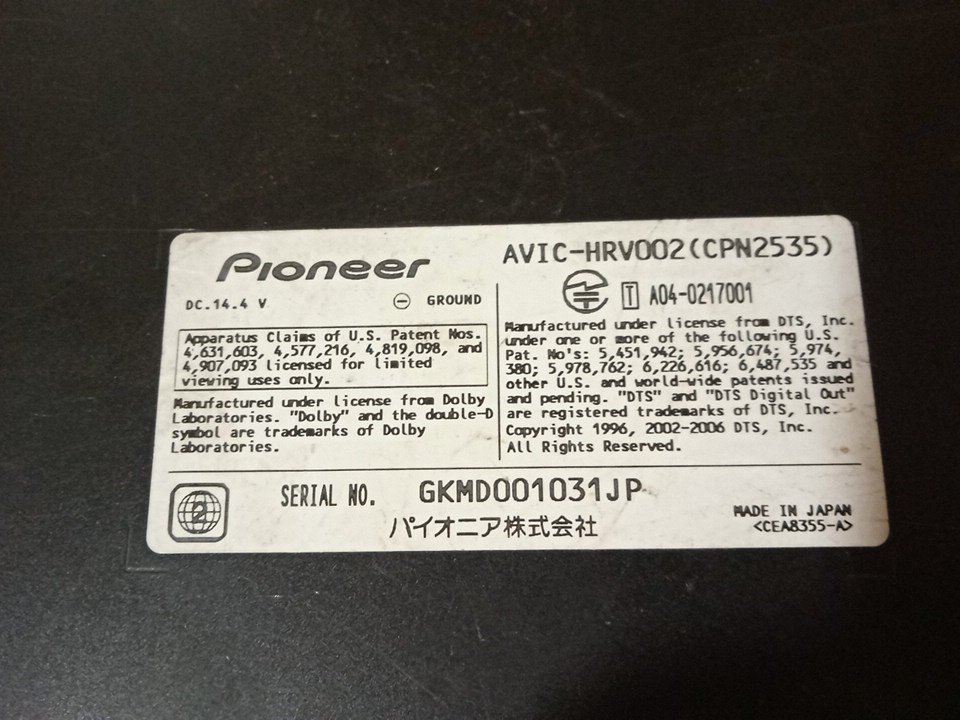 Pioneer
AVIC-HRV002(CPN2535)
DC.14.4 V
⊖ GROUND
T A04-0217001
Apparatus Claims of U.S. Patent Nos.
4,631,603, 4,577,216, 4,819,098, and
4,907,093 licensed for limited
viewing uses only.
Manufactured under license from Dolby
Laboratories. "Dolby" and the double-D
symbol are trademarks of Dolby
Laboratories.
Manufactured under license from DTS, Inc.
under one or more of the following U.S.
Pat. No's: 5,451,942; 5,956,674; 5,974,
380; 5,978,762; 6,226,616; 6,487,535 and
other U.S. and world-wide patents issued
and pending. "DTS" and "DTS Digital Out"
are registered trademarks of DTS, Inc.
Copyright 1996, 2002-2006 DTS, Inc.
All Rights Reserved.
2
SERIAL NO. GKMD001031JP
パイオニア株式会社
MADE IN JAPAN
<CEA8355-A>